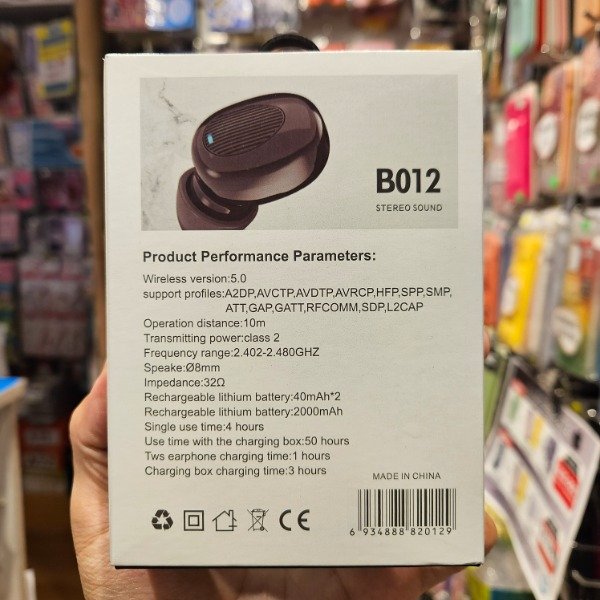 B012
STEREO SOUND
Product Performance Parameters:
Wireless version:5.0
support profiles:A2DP,AVCTP,AVDTP,AVRCP,HFP,SPP,SMP,
ATT,GAP,GATT,RFCOMM,SDP,L2CAP
Operation distance:10m
Transmitting power:class 2
Frequency range:2.402-2.480GHZ
Speake:Ø8mm
Impedance:32Ω
Rechargeable lithium battery:40mAh*2
Rechargeable lithium battery:2000mAh
Single use time:4 hours
Use time with the charging box:50 hours
Tws earphone charging time:1 hours
Charging box charging time:3 hours
MADE IN CHINA
CE
6 934888 820129